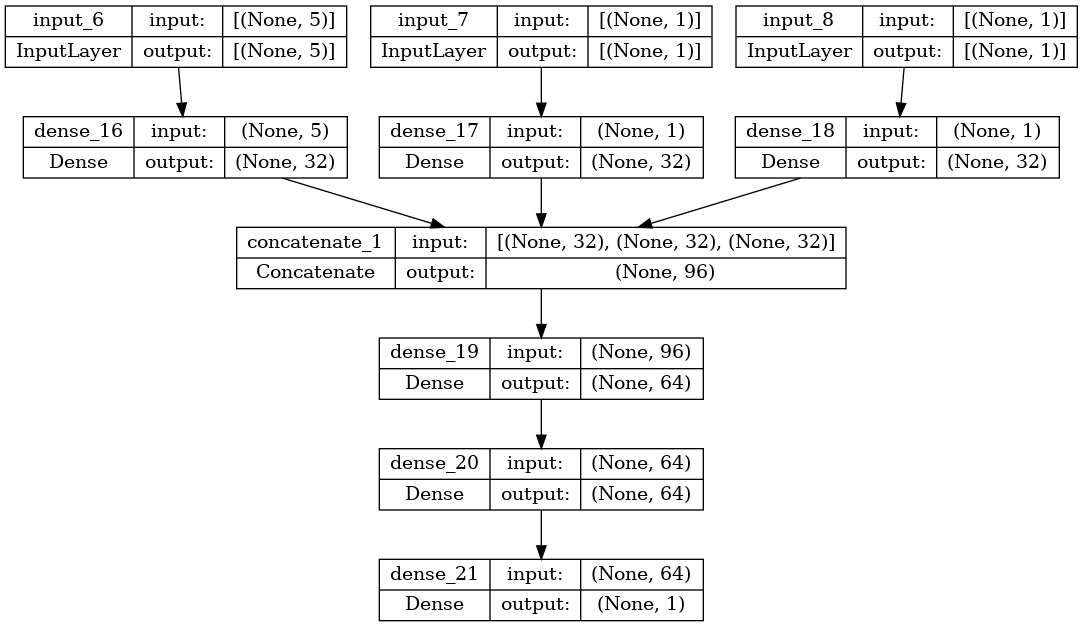 input_6 input: [(None, 5)] input_7 input: [(None, 1)] input_8 input: [(None, 1)]
InputLayer output: [(None, 5)] InputLayer output: [(None, 1)] InputLayer output: [(None, 1)]
dense_16 input: (None, 5) dense_17 input: (None, 1) dense_18 input: (None, 1)
Dense output: (None, 32) Dense output: (None, 32) Dense output: (None, 32)
concatenate_1 input: [(None, 32), (None, 32), (None, 32)]
Concatenate output: (None, 96)
dense_19 input: (None, 96)
Dense output: (None, 64)
dense_20 input: (None, 64)
Dense output: (None, 64)
dense_21 input: (None, 64)
Dense output: (None, 1)